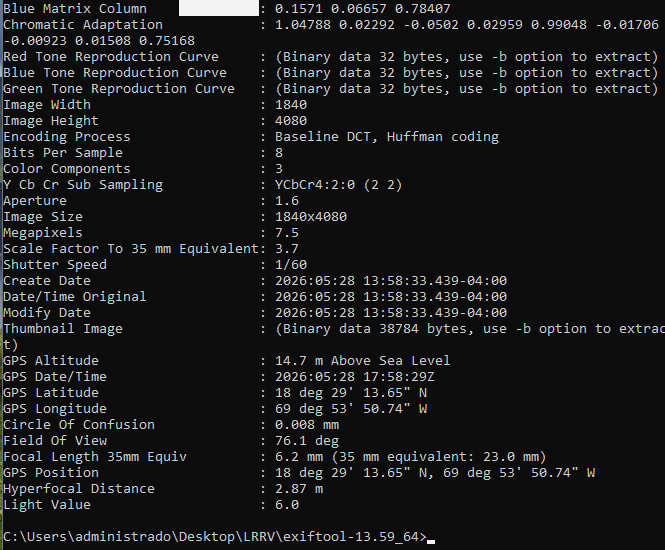 Blue Matrix Column : 0.1571 0.06657 0.78407
Chromatic Adaptation : 1.04788 0.02292 -0.0502 0.02959 0.99048 -0.01706
-0.00923 0.01508 0.75168
Red Tone Reproduction Curve : (Binary data 32 bytes, use -b option to extract)
Blue Tone Reproduction Curve : (Binary data 32 bytes, use -b option to extract)
Green Tone Reproduction Curve : (Binary data 32 bytes, use -b option to extract)
Image Width : 1840
Image Height : 4080
Encoding Process : Baseline DCT, Huffman coding
Bits Per Sample : 8
Color Components : 3
Y Cb Cr Sub Sampling : YCbCr4:2:0 (2 2)
Aperture : 1.6
Image Size : 1840x4080
Megapixels : 7.5
Scale Factor To 35 mm Equivalent: 3.7
Shutter Speed : 1/60
Create Date : 2026:05:28 13:58:33.439-04:00
Date/Time Original : 2026:05:28 13:58:33.439-04:00
Modify Date : 2026:05:28 13:58:33.439-04:00
Thumbnail Image : (Binary data 38784 bytes, use -b option to extrac
t)
GPS Altitude : 14.7 m Above Sea Level
GPS Date/Time : 2026:05:28 17:58:29Z
GPS Latitude : 18 deg 29' 13.65" N
GPS Longitude : 69 deg 53' 50.74" W
Circle Of Confusion : 0.008 mm
Field Of View : 76.1 deg
Focal Length 35mm Equiv : 6.2 mm (35 mm equivalent: 23.0 mm)
GPS Position : 18 deg 29' 13.65" N, 69 deg 53' 50.74" W
Hyperfocal Distance : 2.87 m
Light Value : 6.0
C:\Users\administrado\Desktop\LRRV\exiftool-13.59_64>